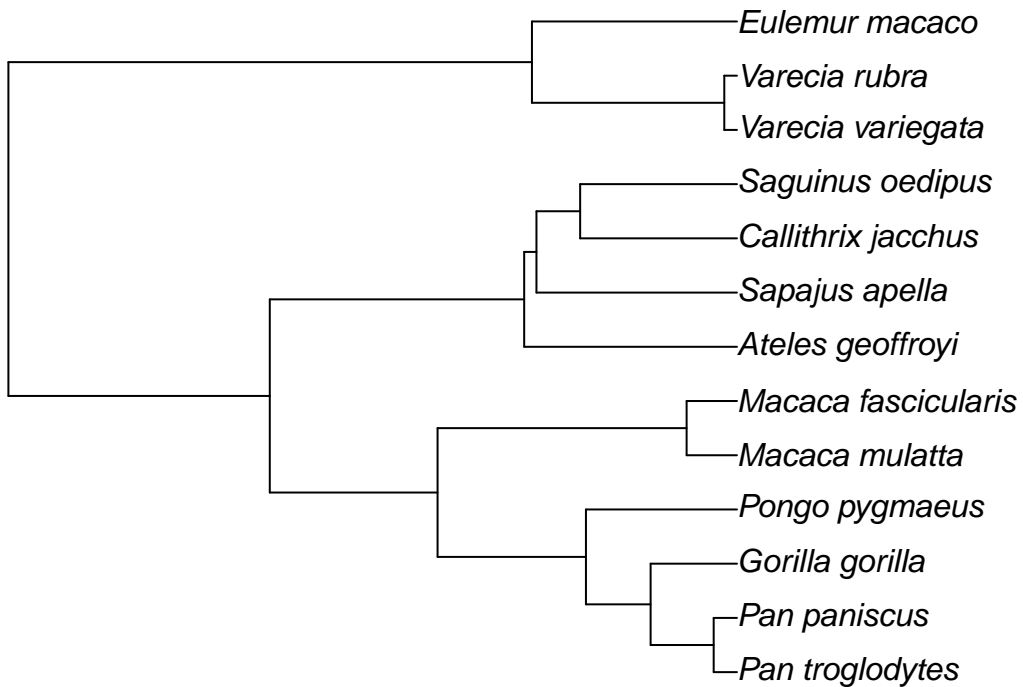 Eulemur macaco
Varecia rubra
Varecia variegata
Saguinus oedipus
Callithrix jacchus
Sapajus apella
Ateles geoffroyi
Macaca fascicularis
Macaca mulatta
Pongo pygmaeus
Gorilla gorilla
Pan paniscus
Pan troglodytes